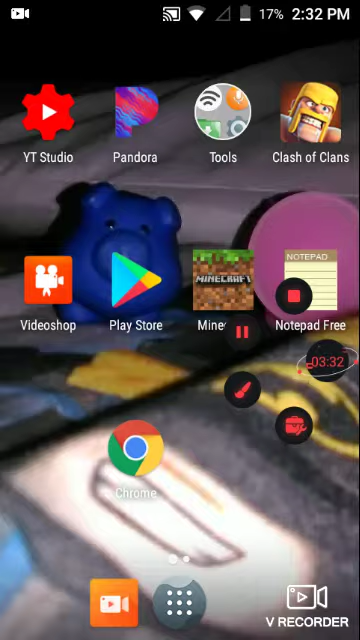 17% 2:32 PM
YT Studio
Pandora
Tools
Clash of Clans
MINECRAFT
NOTEPAD
Videoshop
Play Store
Mine
Notepad Free
03:32
Chrome
V RECORDER